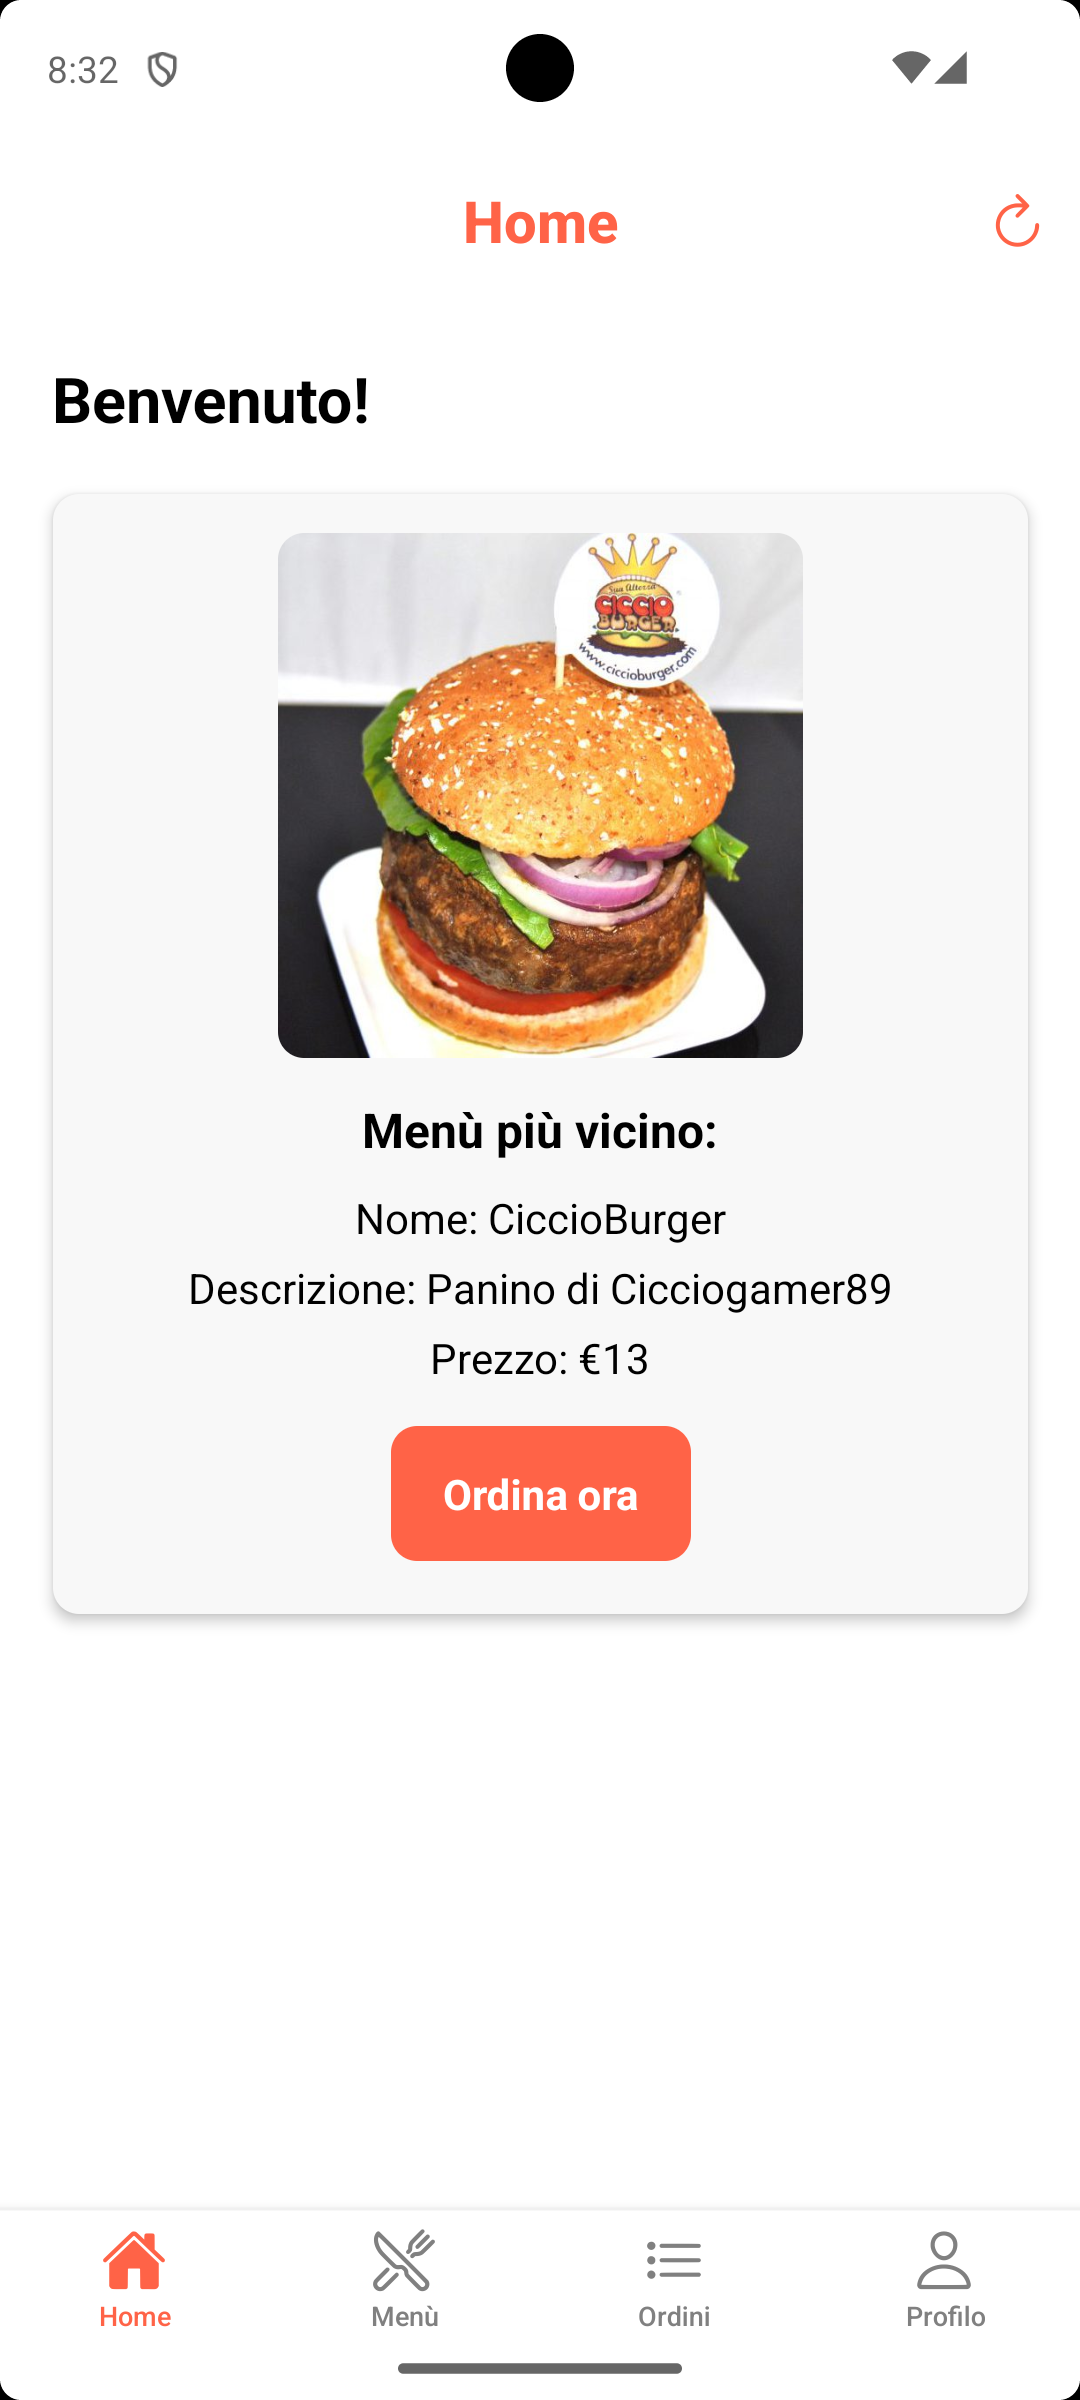 8:32
Home
Benvenuto!
Sua Altezza
CICCIO
BURGER
www.ciccioburger.com
Menù più vicino:
Nome: CiccioBurger
Descrizione: Panino di Cicciogamer89
Prezzo: €13
Ordina ora
Home
Menù
Ordini
Profilo